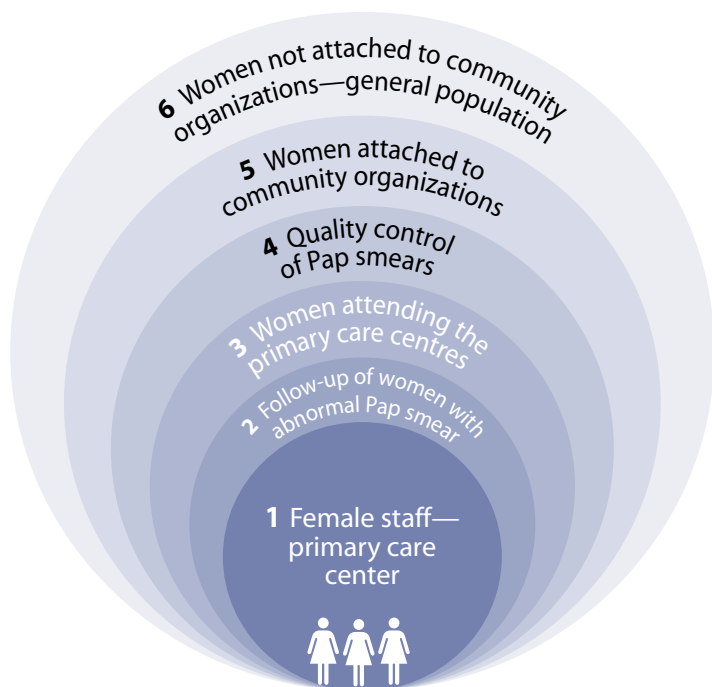 6 Women not attached to community
organizations—general population
5 Women attached to
community organizations
4 Quality control
of Pap smears
3 Women attending the
primary care centres
2 Follow-up of women with
abnormal Pap smear
1 Female staff—
primary care
center